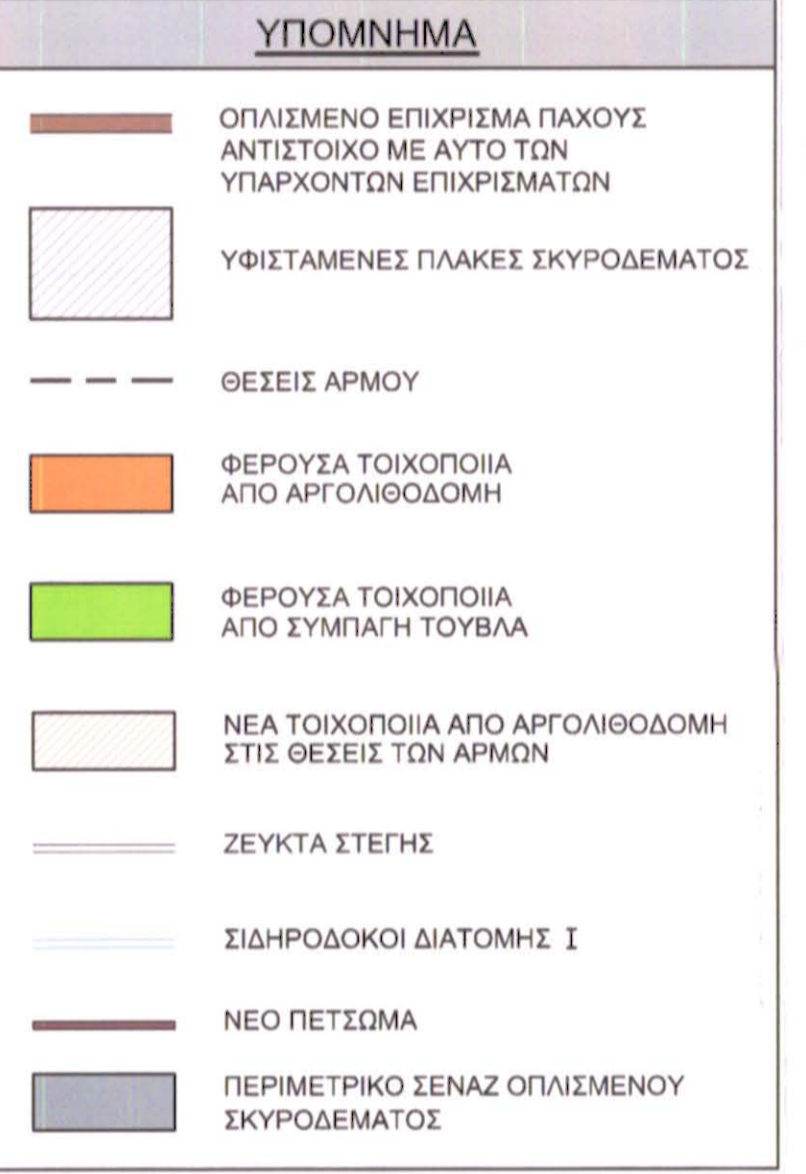 ΥΠΟΜΝΗΜΑ
ΟΠΛΙΣΜΕΝΟ ΕΠΙΧΡΙΣΜΑ ΠΑΧΟΥΣ
ΑΝΤΙΣΤΟΙΧΟ ΜΕ ΑΥΤΟ ΤΩΝ
ΥΠΑΡΧΟΝΤΩΝ ΕΠΙΧΡΙΣΜΑΤΩΝ
ΥΦΙΣΤΑΜΕΝΕΣ ΠΛΑΚΕΣ ΣΚΥΡΟΔΕΜΑΤΟΣ
ΘΕΣΕΙΣ ΑΡΜΟΥ
ΦΕΡΟΥΣΑ ΤΟΙΧΟΠΟΙΙΑ
ΑΠΟ ΑΡΓΟΛΙΘΟΔΟΜΗ
ΦΕΡΟΥΣΑ ΤΟΙΧΟΠΟΙΙΑ
ΑΠΟ ΣΥΜΠΑΓΗ ΤΟΥΒΛΑ
ΝΕΑ ΤΟΙΧΟΠΟΙΙΑ ΑΠΟ ΑΡΓΟΛΙΘΟΔΟΜΗ
ΣΤΙΣ ΘΕΣΕΙΣ ΤΩΝ ΑΡΜΩΝ
ΖΕΥΚΤΑ ΣΤΕΓΗΣ
ΣΙΔΗΡΟΔΟΚΟΙ ΔΙΑΤΟΜΗΣ I
ΝΕΟ ΠΕΤΣΩΜΑ
ΠΕΡΙΜΕΤΡΙΚΟ ΣΕΝΑΖ ΟΠΛΙΣΜΕΝΟΥ
ΣΚΥΡΟΔΕΜΑΤΟΣ